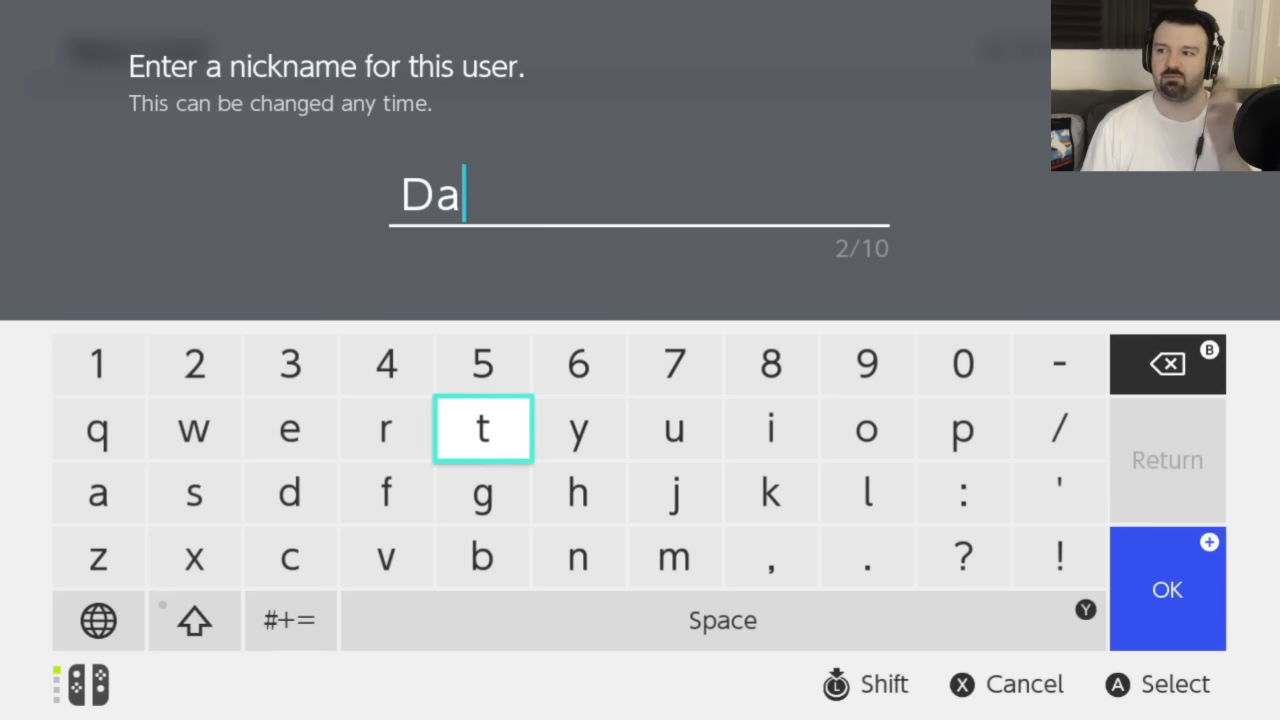 Enter a nickname for this user.
This can be changed any time.
Da
2/10
1 2 3 4 5 6 7 8 9 0 - B
q w e r t y u i o p /
Return
a s d f g h j k l : '
z x c v b n m , . ? ! +
OK
#+= Space Y
L Shift X Cancel A Select